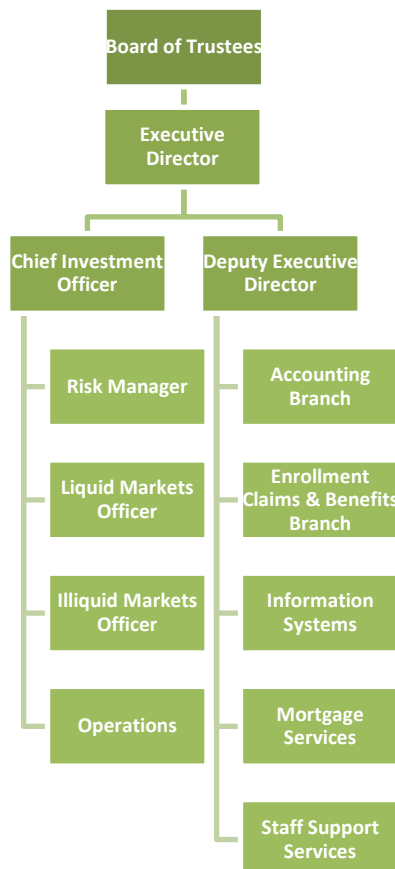 Board of Trustees
Executive
Director
Chief Investment
Officer
Deputy Executive
Director
Risk Manager
Liquid Markets
Officer
Illiquid Markets
Officer
Operations
Accounting
Branch
Enrollment
Claims & Benefits
Branch
Information
Systems
Mortgage
Services
Staff Support
Services